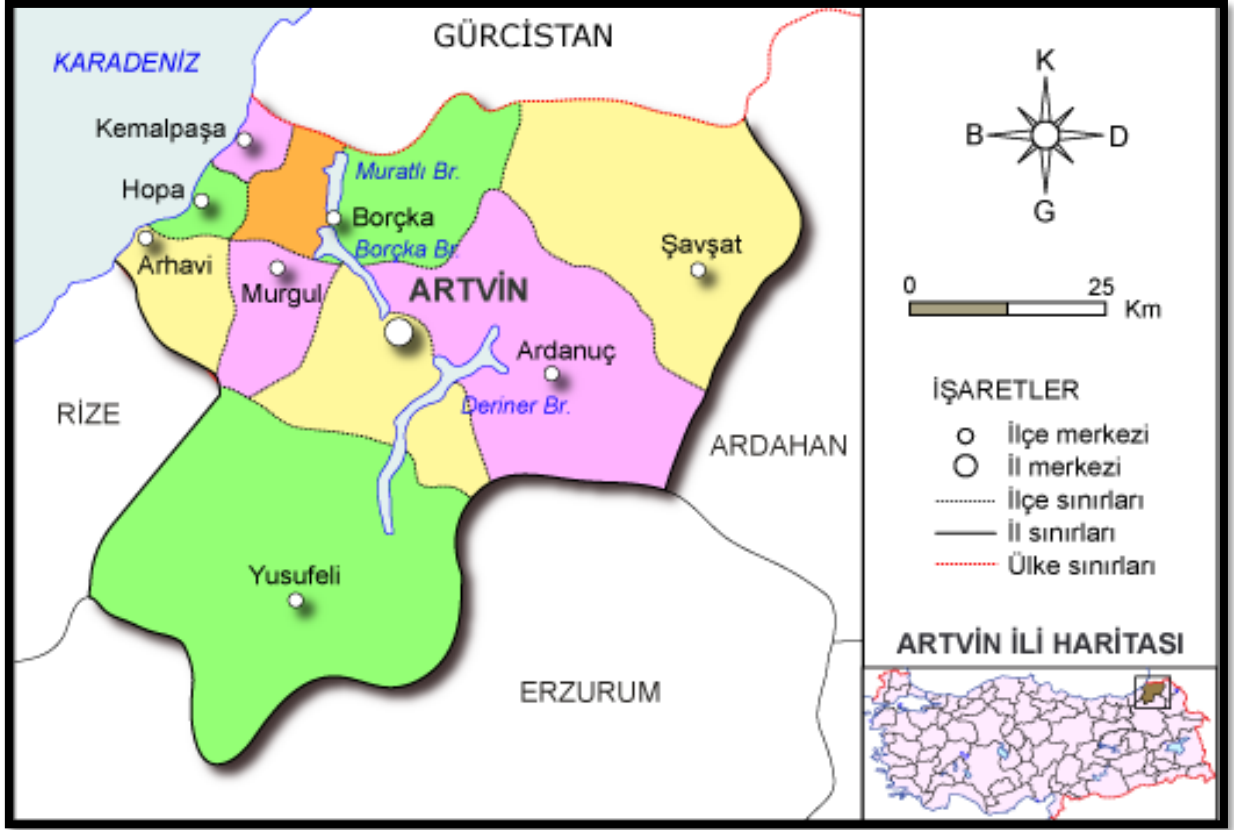 GÜRCİSTAN
KARADENİZ
Kemalpaşa
Muratlı Br.
Hopa
Borçka
Borçka Br.
Şavşat
Arhavi
Murgul
ARTVİN
Ardanuç
Deriner Br.
RİZE
ARDAHAN
Yusufeli
ERZURUM
K
B
D
G
0
25
Km
İŞARETLER
İlçe merkezi
İl merkezi
İlçe sınırları
İl sınırları
Ülke sınırları
ARTVİN İLİ HARİTASI